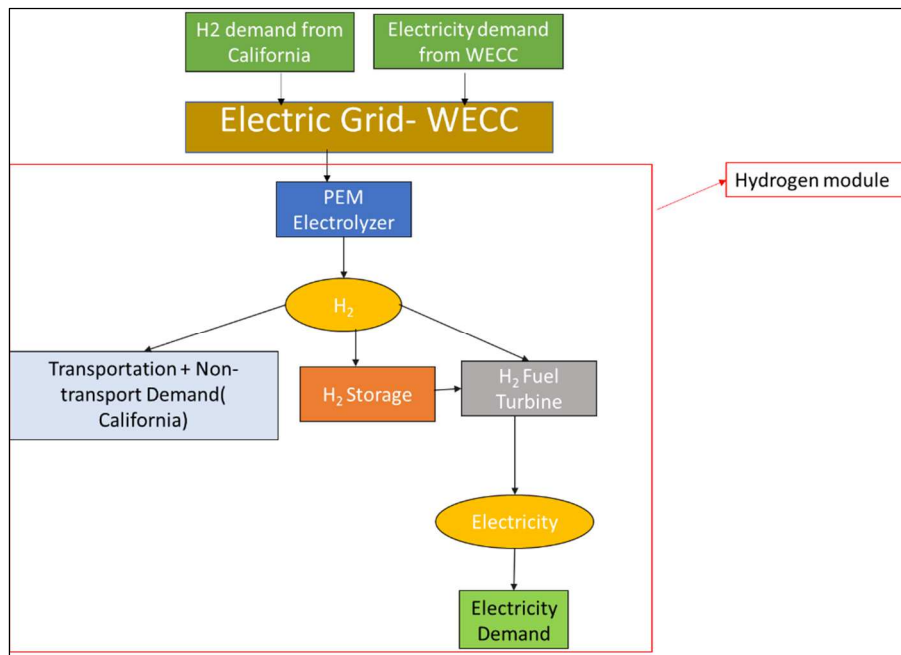 H2 demand from
California
Electricity demand
from WECC
Electric Grid- WECC
Hydrogen module
PEM
Electrolyzer
H₂
Transportation + Non-
transport Demand(
California)
H₂ Storage
H₂ Fuel
Turbine
Electricity
Electricity
Demand